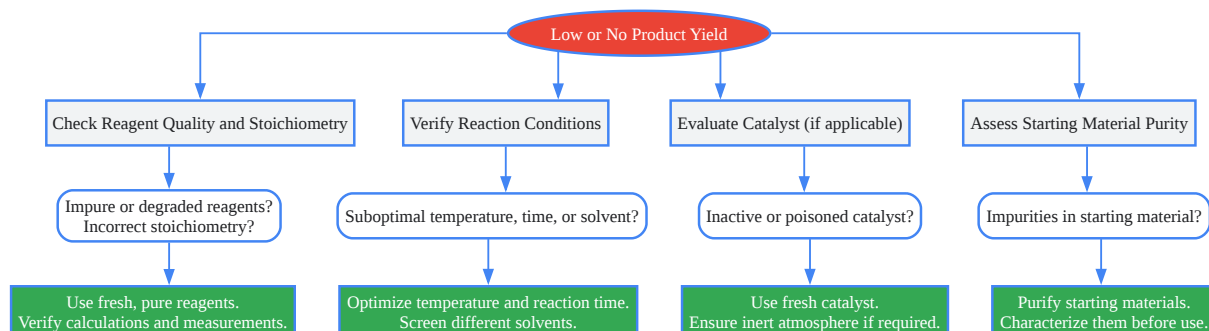 Low or No Product Yield
Check Reagent Quality and Stoichiometry
Verify Reaction Conditions
Evaluate Catalyst (if applicable)
Assess Starting Material Purity
Impure or degraded reagents?
Incorrect stoichiometry?
Suboptimal temperature, time, or solvent?
Inactive or poisoned catalyst?
Impurities in starting material?
Use fresh, pure reagents.
Verify calculations and measurements.
Optimize temperature and reaction time.
Screen different solvents.
Use fresh catalyst.
Ensure inert atmosphere if required.
Purify starting materials.
Characterize them before use.